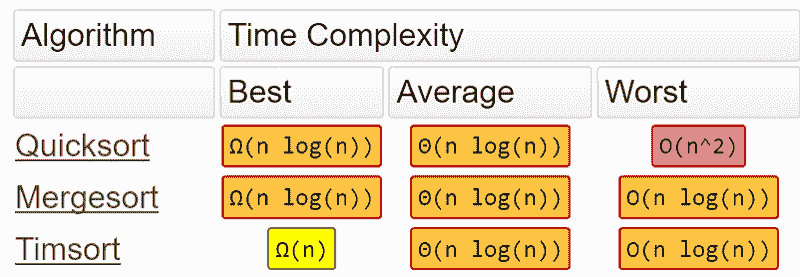 Algorithm Time Complexity
Best Average Worst
Quicksort Ω(n log(n)) Θ(n log(n)) O(n^2)
Mergesort Ω(n log(n)) Θ(n log(n)) O(n log(n))
Timsort Ω(n) Θ(n log(n)) O(n log(n))